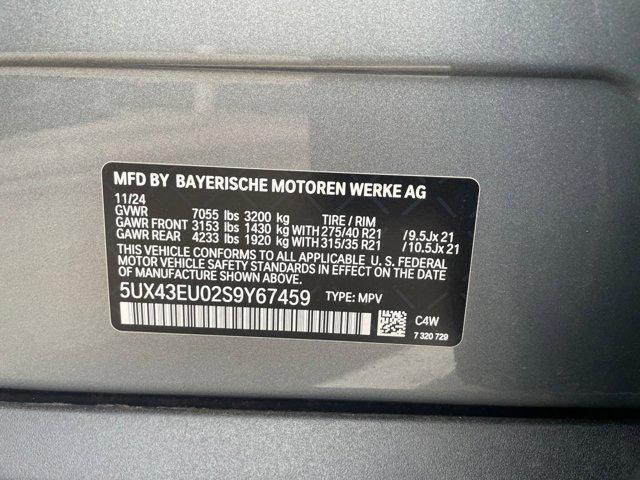 MFD BY BAYERISCHE MOTOREN WERKE AG
11/24
GVWR 7055 lbs 3200 kg TIRE / RIM
GAWR FRONT 3153 lbs 1430 kg WITH 275/40 R21 / 9.5Jx 21
GAWR REAR 4233 lbs 1920 kg WITH 315/35 R21 / 10.5Jx 21
THIS VEHICLE CONFORMS TO ALL APPLICABLE U. S. FEDERAL
MOTOR VEHICLE SAFETY STANDARDS IN EFFECT ON THE DATE OF
MANUFACTURE SHOWN ABOVE.
5UX43EU02S9Y67459 TYPE: MPV
C4W
7 320 729